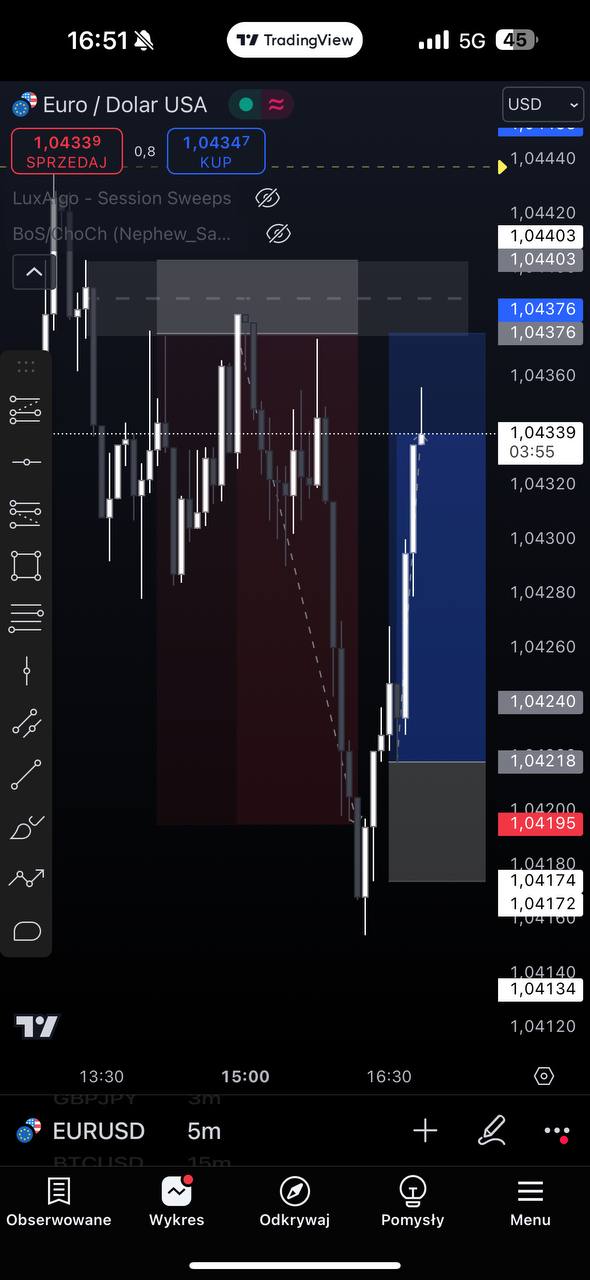 16:51
TradingView
5G
45
Euro / Dolar USA
USD
1,04339
SPRZEDAJ
0,8
1,04347
KUP
1,04440
LuxAlgo - Session Sweeps
1,04420
BoS/ChoCh (Nephew_Sa...
1,04403
1,04403
1,04376
1,04376
1,04360
1,04339
03:55
1,04320
1,04300
1,04280
1,04260
1,04240
1,04218
1,04200
1,04195
1,04180
1,04174
1,04172
1,04160
1,04140
1,04134
1,04120
13:30
15:00
16:30
GBPJPY
3m
EURUSD
5m
BTCUSD
15m
Obserwowane
Wykres
Odkrywaj
Pomysły
Menu